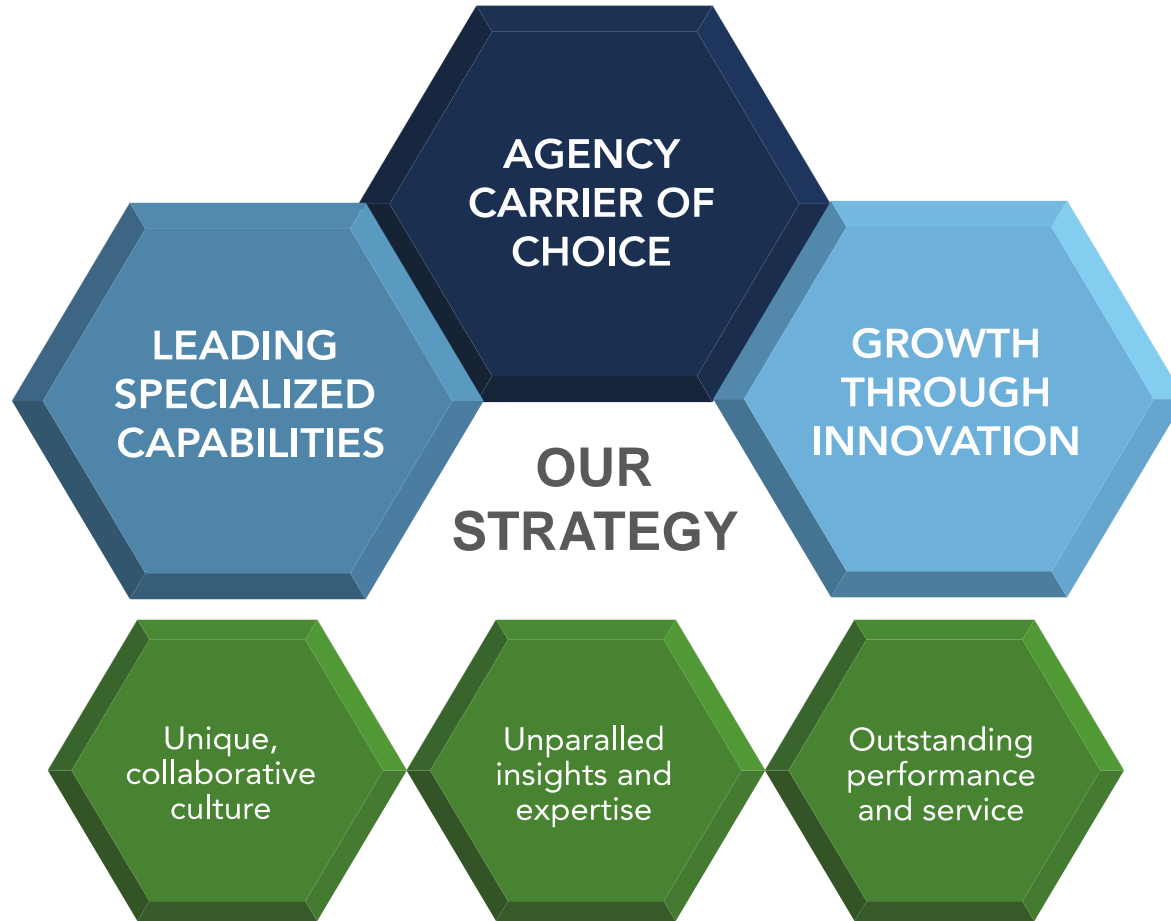 AGENCY
CARRIER OF
CHOICE
LEADING
SPECIALIZED
CAPABILITIES
GROWTH
THROUGH
INNOVATION
OUR
STRATEGY
Unique,
collaborative
culture
Unparalled
insights and
expertise
Outstanding
performance
and service